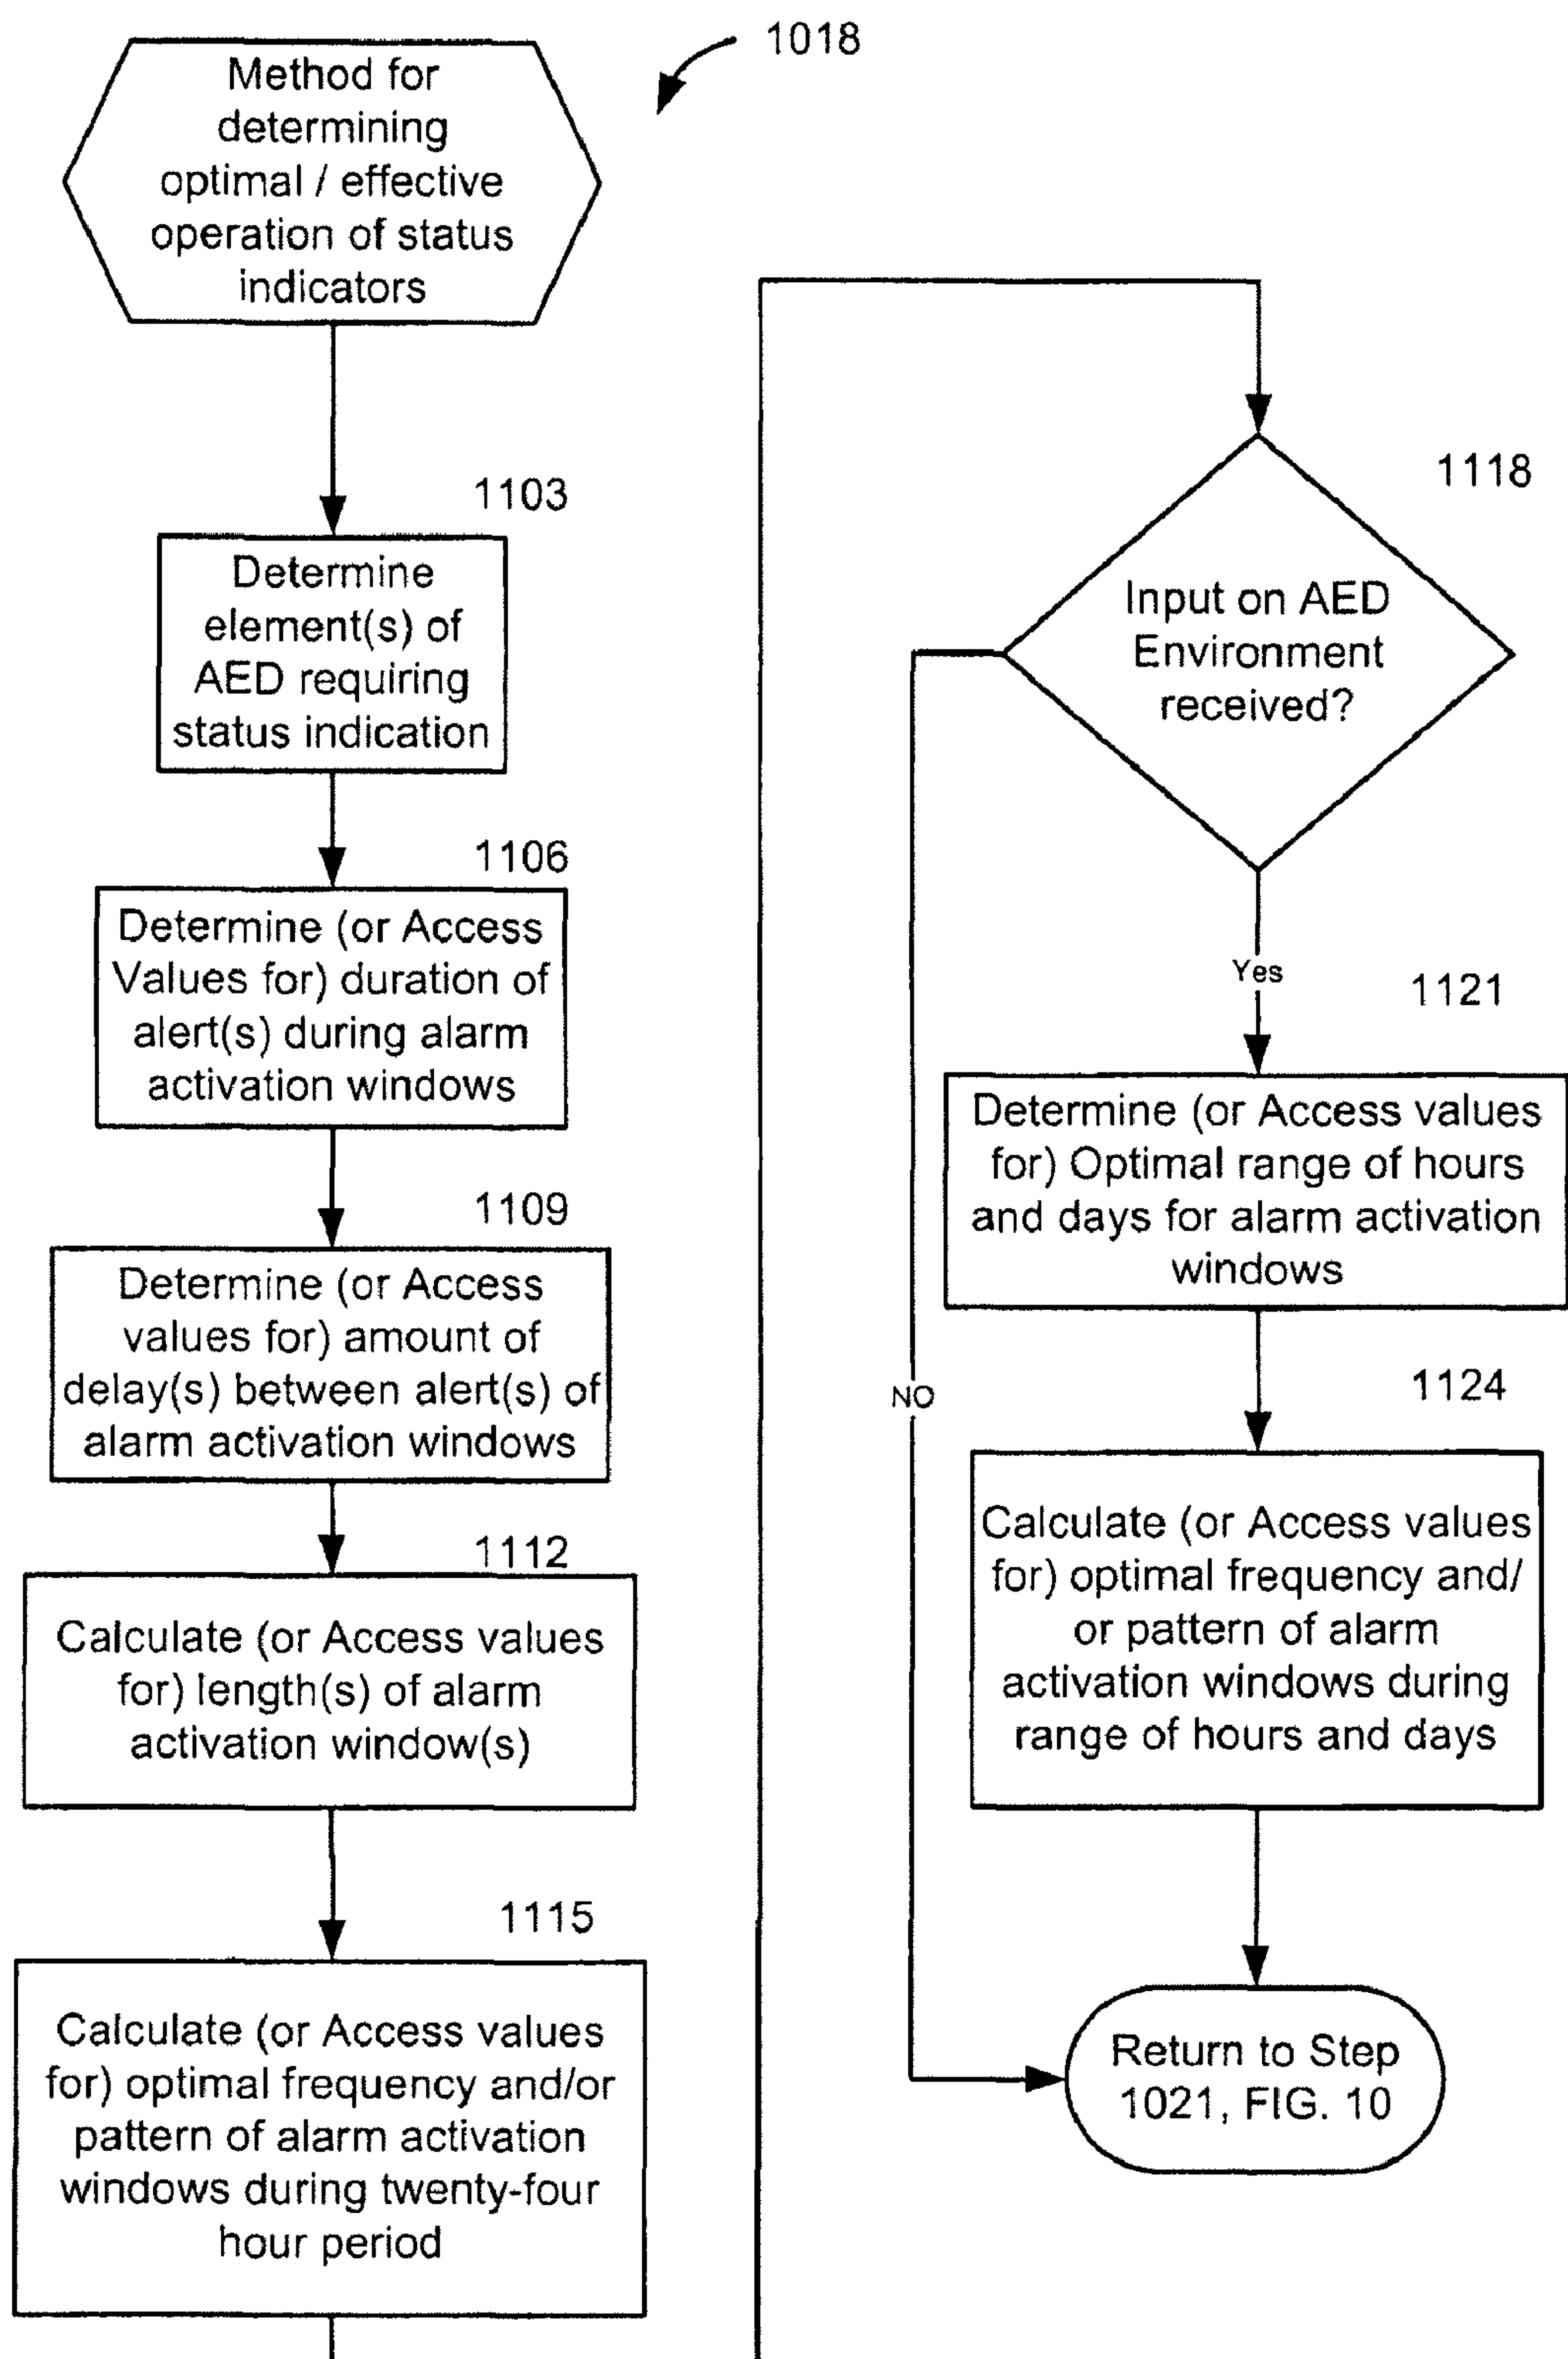 1018
Method for
determining
optimal / effective
operation of status
indicators
1103
Determine
element(s) of
AED requiring
status indication
1106
Determine (or Access
Values for) duration of
alert(s) during alarm
activation windows
1109
Determine (or Access
values for) amount of
delay(s) between alert(s) of
alarm activation windows
1112
Calculate (or Access values
for) length(s) of alarm
activation window(s)
1115
Calculate (or Access values
for) optimal frequency and/or
pattern of alarm activation
windows during twenty-four
hour period
1118
Input on AED
Environment
received?
Yes
NO
1121
Determine (or Access values
for) Optimal range of hours
and days for alarm activation
windows
1124
Calculate (or Access values
for) optimal frequency and/
or pattern of alarm
activation windows during
range of hours and days
Return to Step
1021, FIG. 10